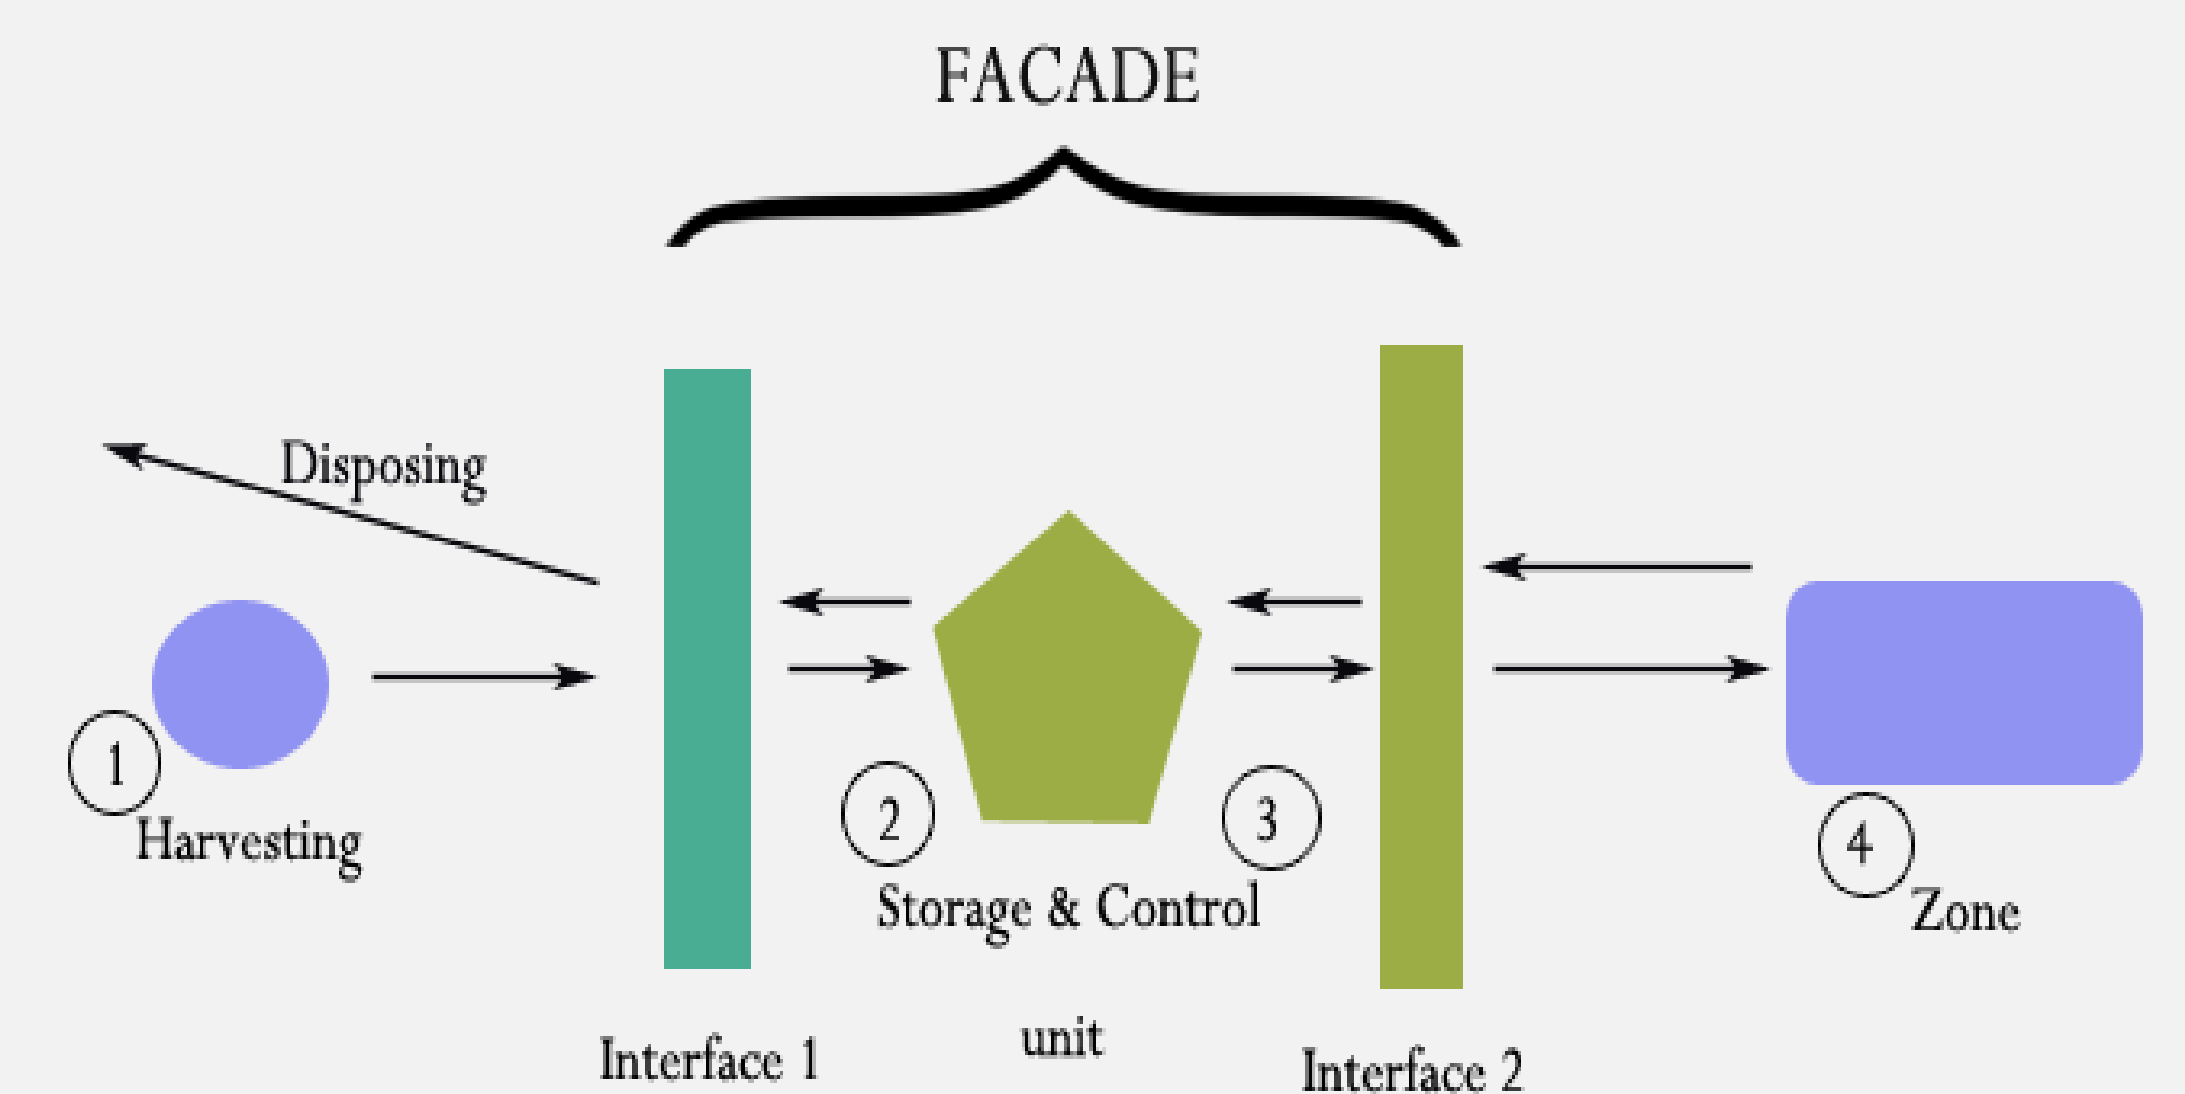 FACADE
Disposing
1
Harvesting
2
3
Storage & Control
unit
4
Zone
Interface 1
Interface 2